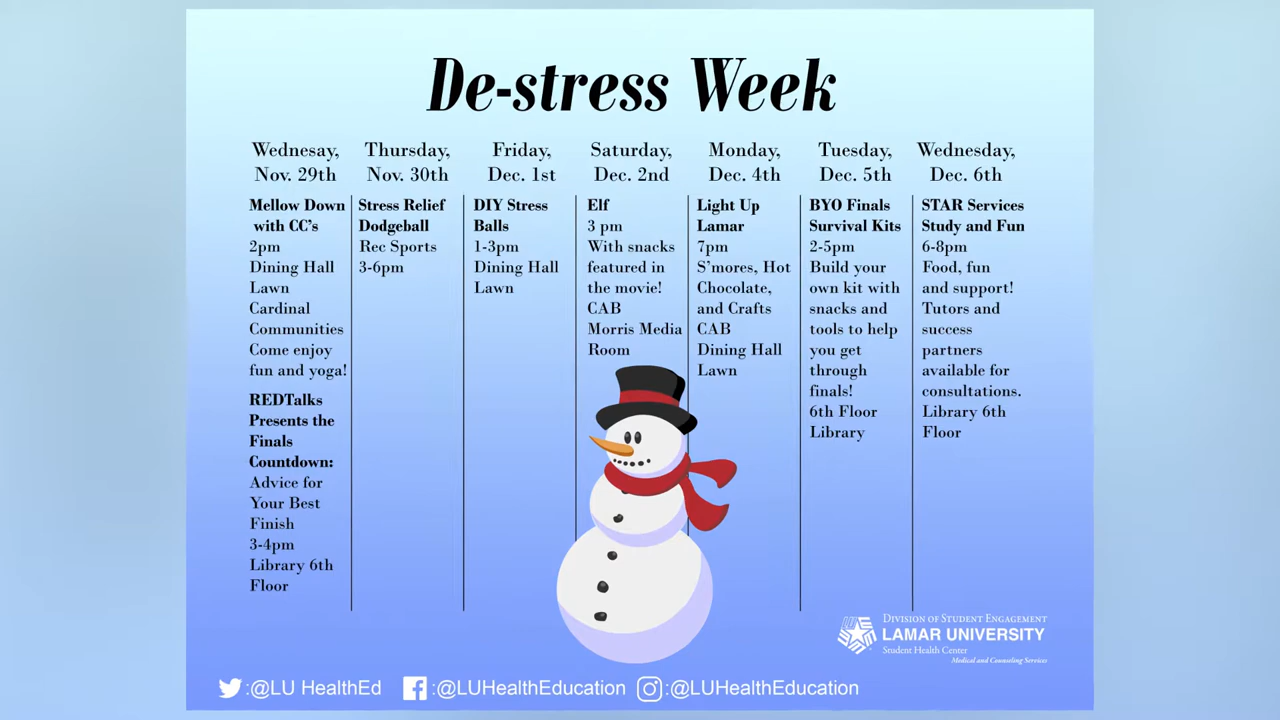 De-stress Week
Wednesay,
Nov. 29th
Mellow Down
with CC's
2pm
Dining Hall
Lawn
Cardinal
Communities
Come enjoy
fun and yoga!
REDTalks
Presents the
Finals
Countdown:
Advice for
Your Best
Finish
3-4pm
Library 6th
Floor
Thursday,
Nov. 30th
Stress Relief
Dodgeball
Rec Sports
3-6pm
Friday,
Dec. 1st
DIY Stress
Balls
1-3pm
Dining Hall
Lawn
Saturday,
Dec. 2nd
Elf
3 pm
With snacks
featured in
the movie!
CAB
Morris Media
Room
Monday,
Dec. 4th
Light Up
Lamar
7pm
S'mores, Hot
Chocolate,
and Crafts
CAB
Dining Hall
Lawn
Tuesday,
Dec. 5th
BYO Finals
Survival Kits
2-5pm
Build your
own kit with
snacks and
tools to help
you get
through
finals!
6th Floor
Library
Wednesday,
Dec. 6th
STAR Services
Study and Fun
6-8pm
Food, fun
and support!
Tutors and
success
partners
available for
consultations.
Library 6th
Floor
Division of Student Engagement
LAMAR UNIVERSITY
Student Health Center
Medical and Counseling Services
:@LU HealthEd :@LUHealthEducation :@LUHealthEducation